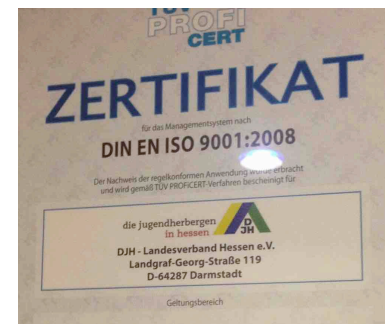 TÜV
PROFI
CERT
ZERTIFIKAT
für das Managementsystem nach
DIN EN ISO 9001:2008
Der Nachweis der regelkonformen Anwendung wurde erbracht
und wird gemäß TÜV PROFiCERT-Verfahren bescheinigt für
die jugendherbergen
in hessen
D
JH
DJH - Landesverband Hessen e.V.
Landgraf-Georg-Straße 119
D-64287 Darmstadt
Geltungsbereich